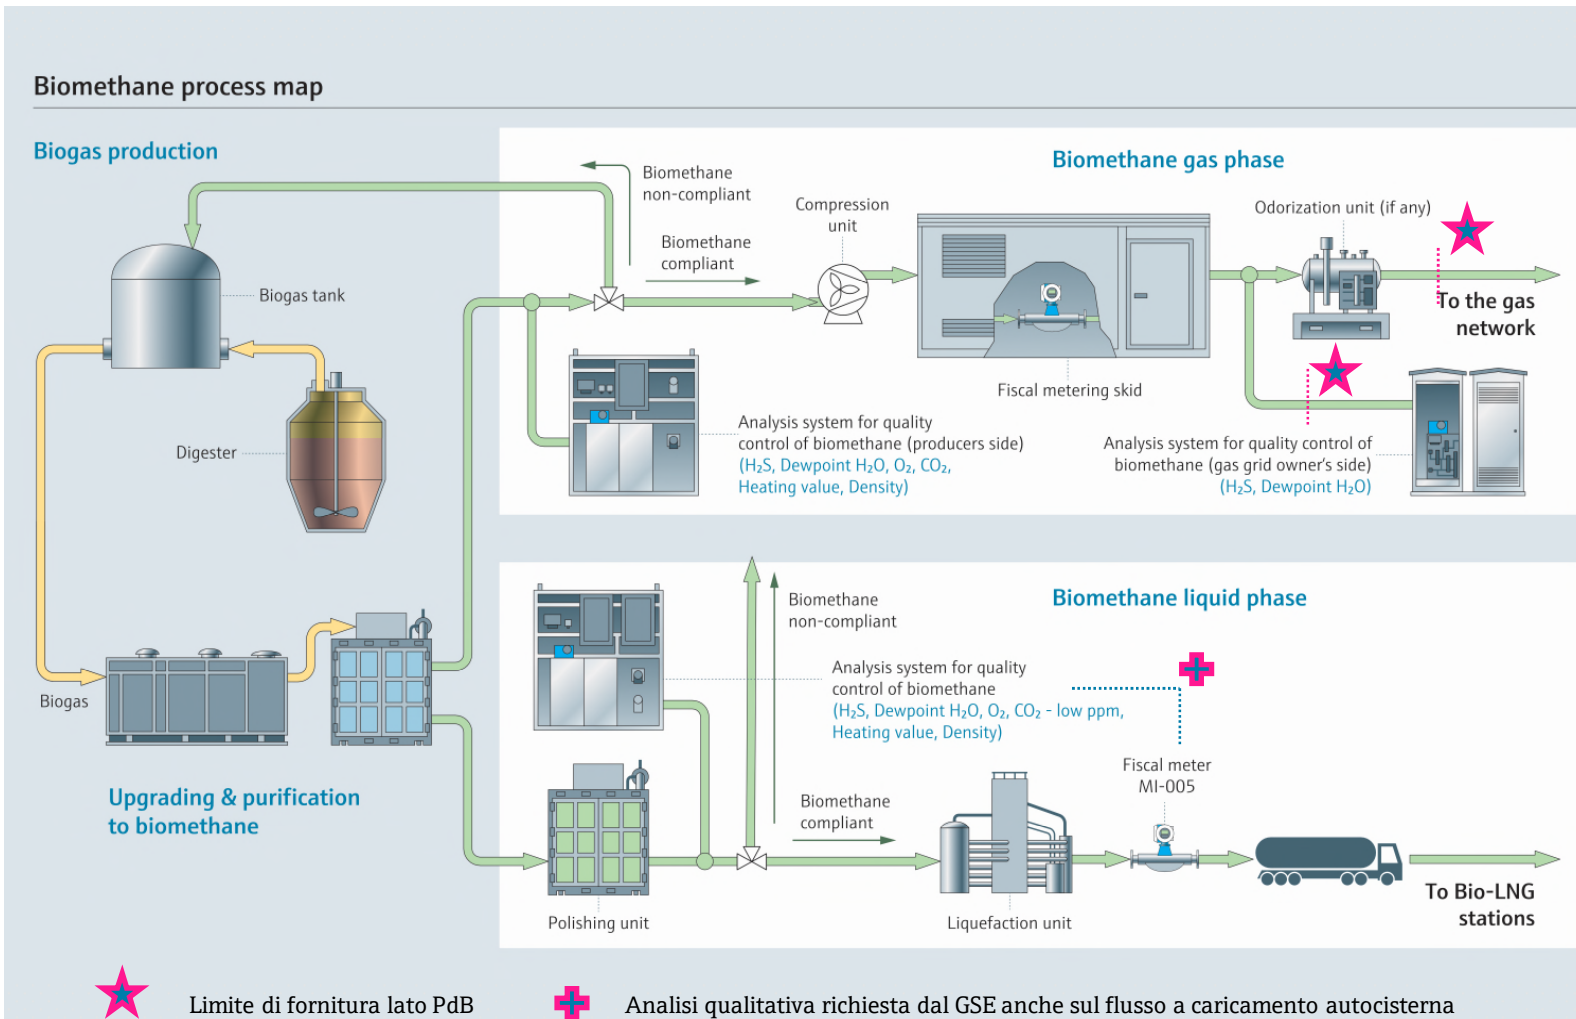 Biomethane process map
Biogas production
Biomethane gas phase
Biomethane
non-compliant
Biomethane
compliant
Compression
unit
Odorization unit (if any)
Biogas tank
To the gas
network
Fiscal metering skid
Digester
Analysis system for quality
control of biomethane (producers side)
(H₂S, Dewpoint H₂O, O₂, CO₂,
Heating value, Density)
Analysis system for quality control of
biomethane (gas grid owner's side)
(H₂S, Dewpoint H₂O)
Biomethane
non-compliant
Biomethane liquid phase
Analysis system for quality
control of biomethane
(H₂S, Dewpoint H₂O, O₂, CO₂ - low ppm,
Heating value, Density)
Biogas
Fiscal meter
MI-005
Upgrading & purification
to biomethane
Biomethane
compliant
Polishing unit
Liquefaction unit
To Bio-LNG
stations
Limite di fornitura lato PdB
Analisi qualitativa richiesta dal GSE anche sul flusso a caricamento autocisterna